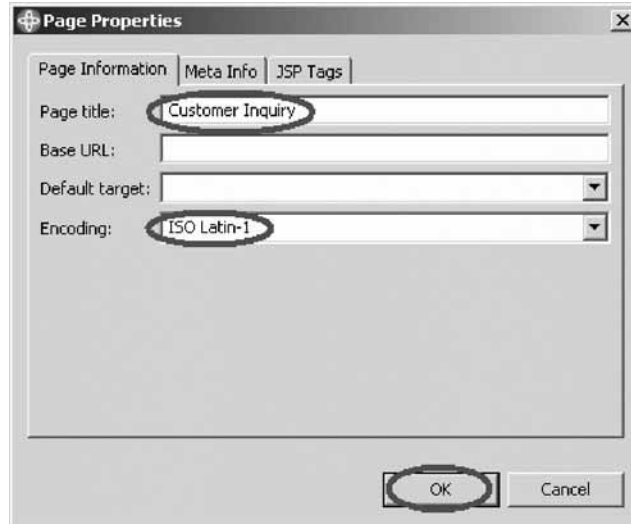 Page Properties
Page Information Meta Info JSP Tags
Page title: Customer Inquiry
Base URL:
Default target:
Encoding: ISO Latin-1
OK Cancel